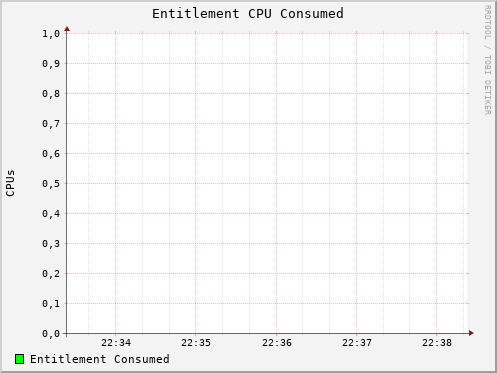 Entitlement CPU Consumed
RRDTOOL / TOBI OETIKER
CPUs
1,0
0,9
0,8
0,7
0,6
0,5
0,4
0,3
0,2
0,1
0,0
22:34 22:35 22:36 22:37 22:38
Entitlement Consumed